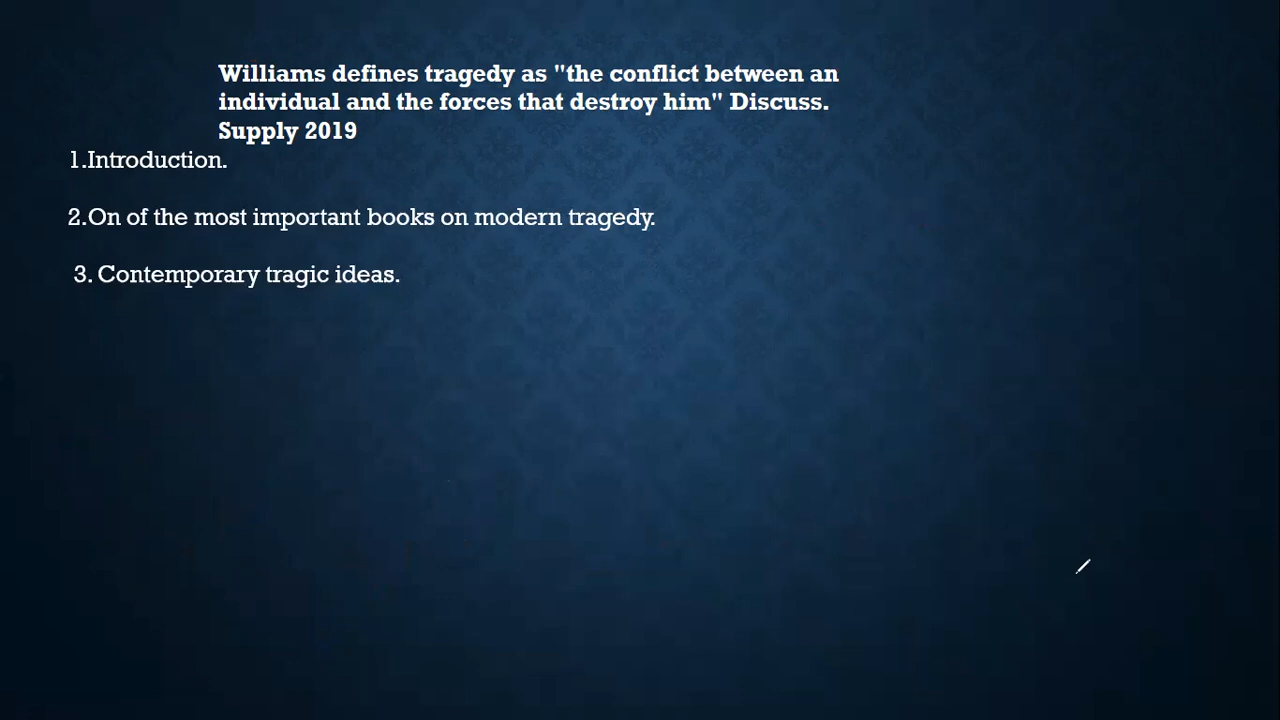 Williams defines tragedy as "the conflict between an
individual and the forces that destroy him" Discuss.
Supply 2019
1.Introduction.
2.On of the most important books on modern tragedy.
3. Contemporary tragic ideas.